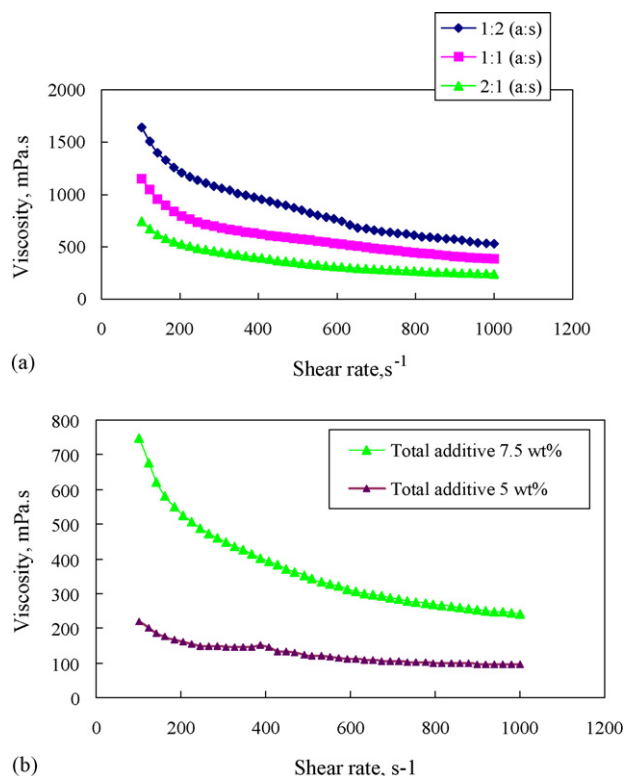 1:2 (a:s)
1:1 (a:s)
2:1 (a:s)
2000
1500
1000
500
0
Viscosity, mPa.s
0 200 400 600 800 1000 1200
Shear rate,s-1
(a)
800
700
600
500
400
300
200
100
0
Viscosity, mPa.s
Total additive 7.5 wt%
Total additive 5 wt%
0 200 400 600 800 1000 1200
Shear rate, s-1
(b)